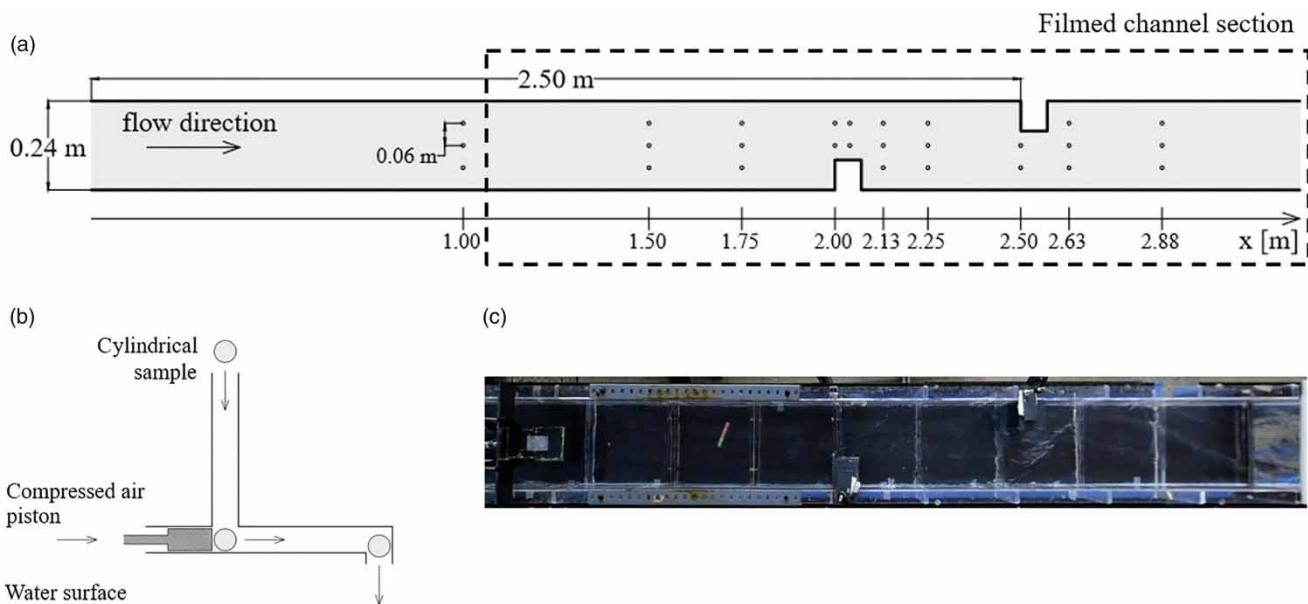 Filmed channel section
(a)
2.50 m
flow direction
0.24 m
0.06 m
1.00
1.50
1.75
2.00
2.13
2.25
2.50
2.63
2.88
x [m]
(b)
(c)
Cylindrical
sample
Compressed air
piston
Water surface